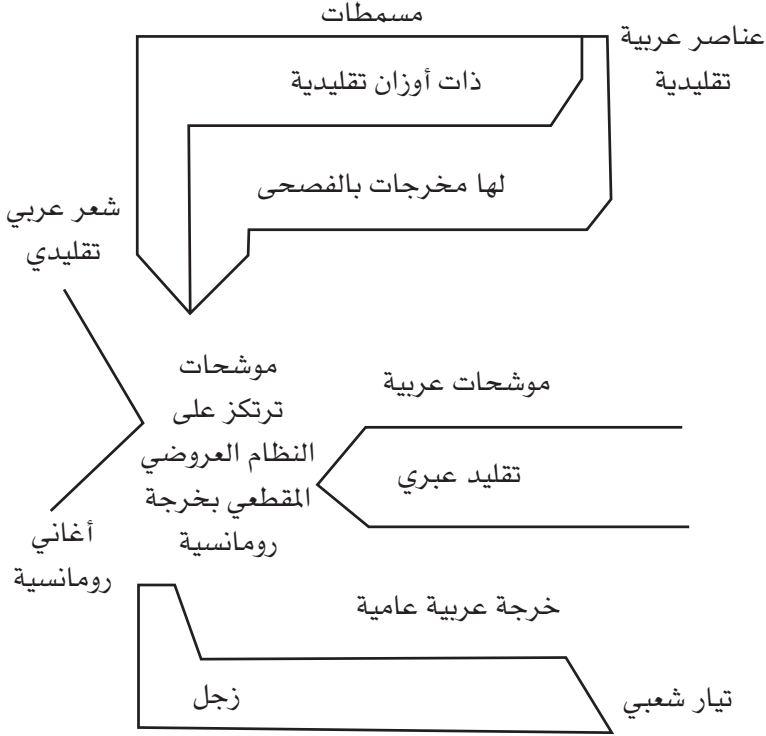 مسمطات
عناصر عربية
تقليدية
ذات أوزان تقليدية
لها مخرجات بالفصحى
شعر عربي
تقليدي
موشحات
ترتكز على
النظام العروضي
المقطعي بخرجة
رومانسية
موشحات عربية
تقليد عبري
أغاني
رومانسية
خرجة عربية عامية
زجل
تيار شعبي